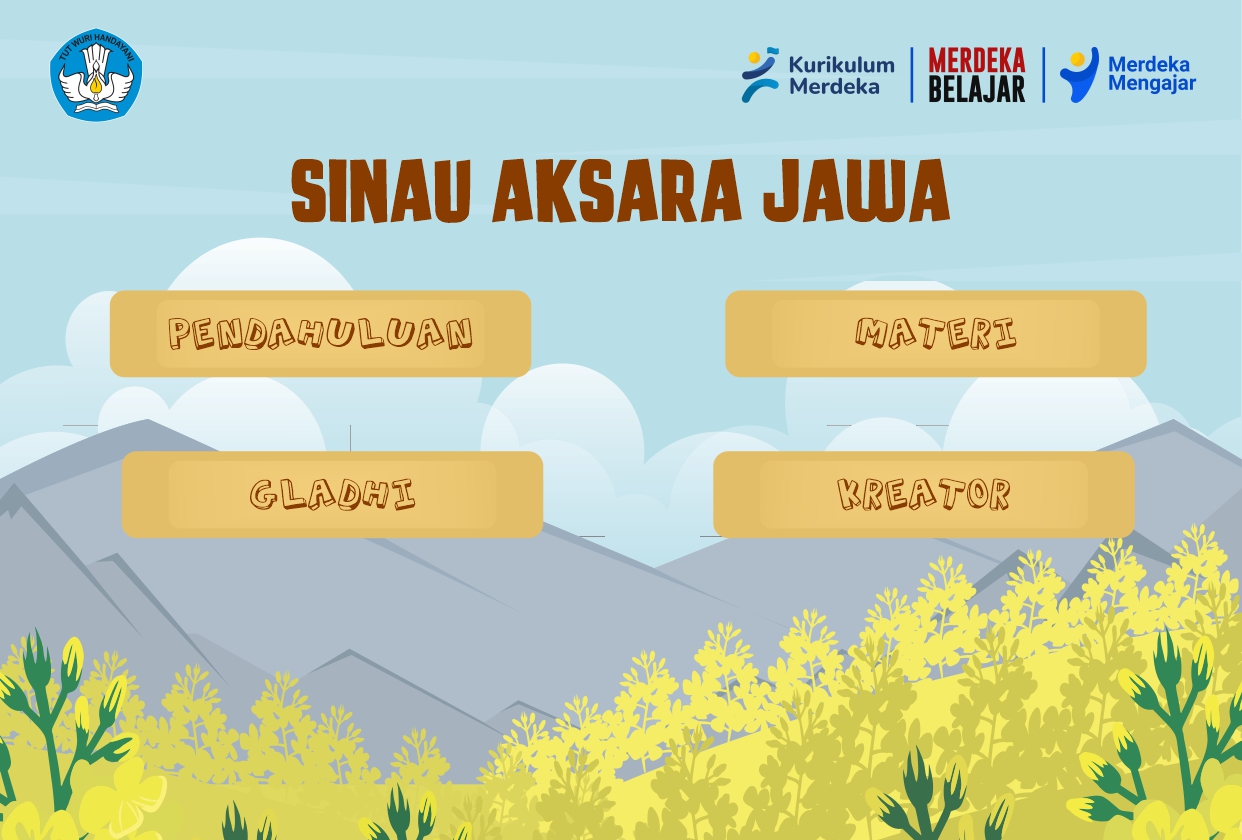 TUT WURI HANDAYANI
Kurikulum
Merdeka
MERDEKA
BELAJAR
Merdeka
Mengajar
SINAU AKSARA JAWA
PENDAHULUAN
MATERI
GLADHI
KREATOR